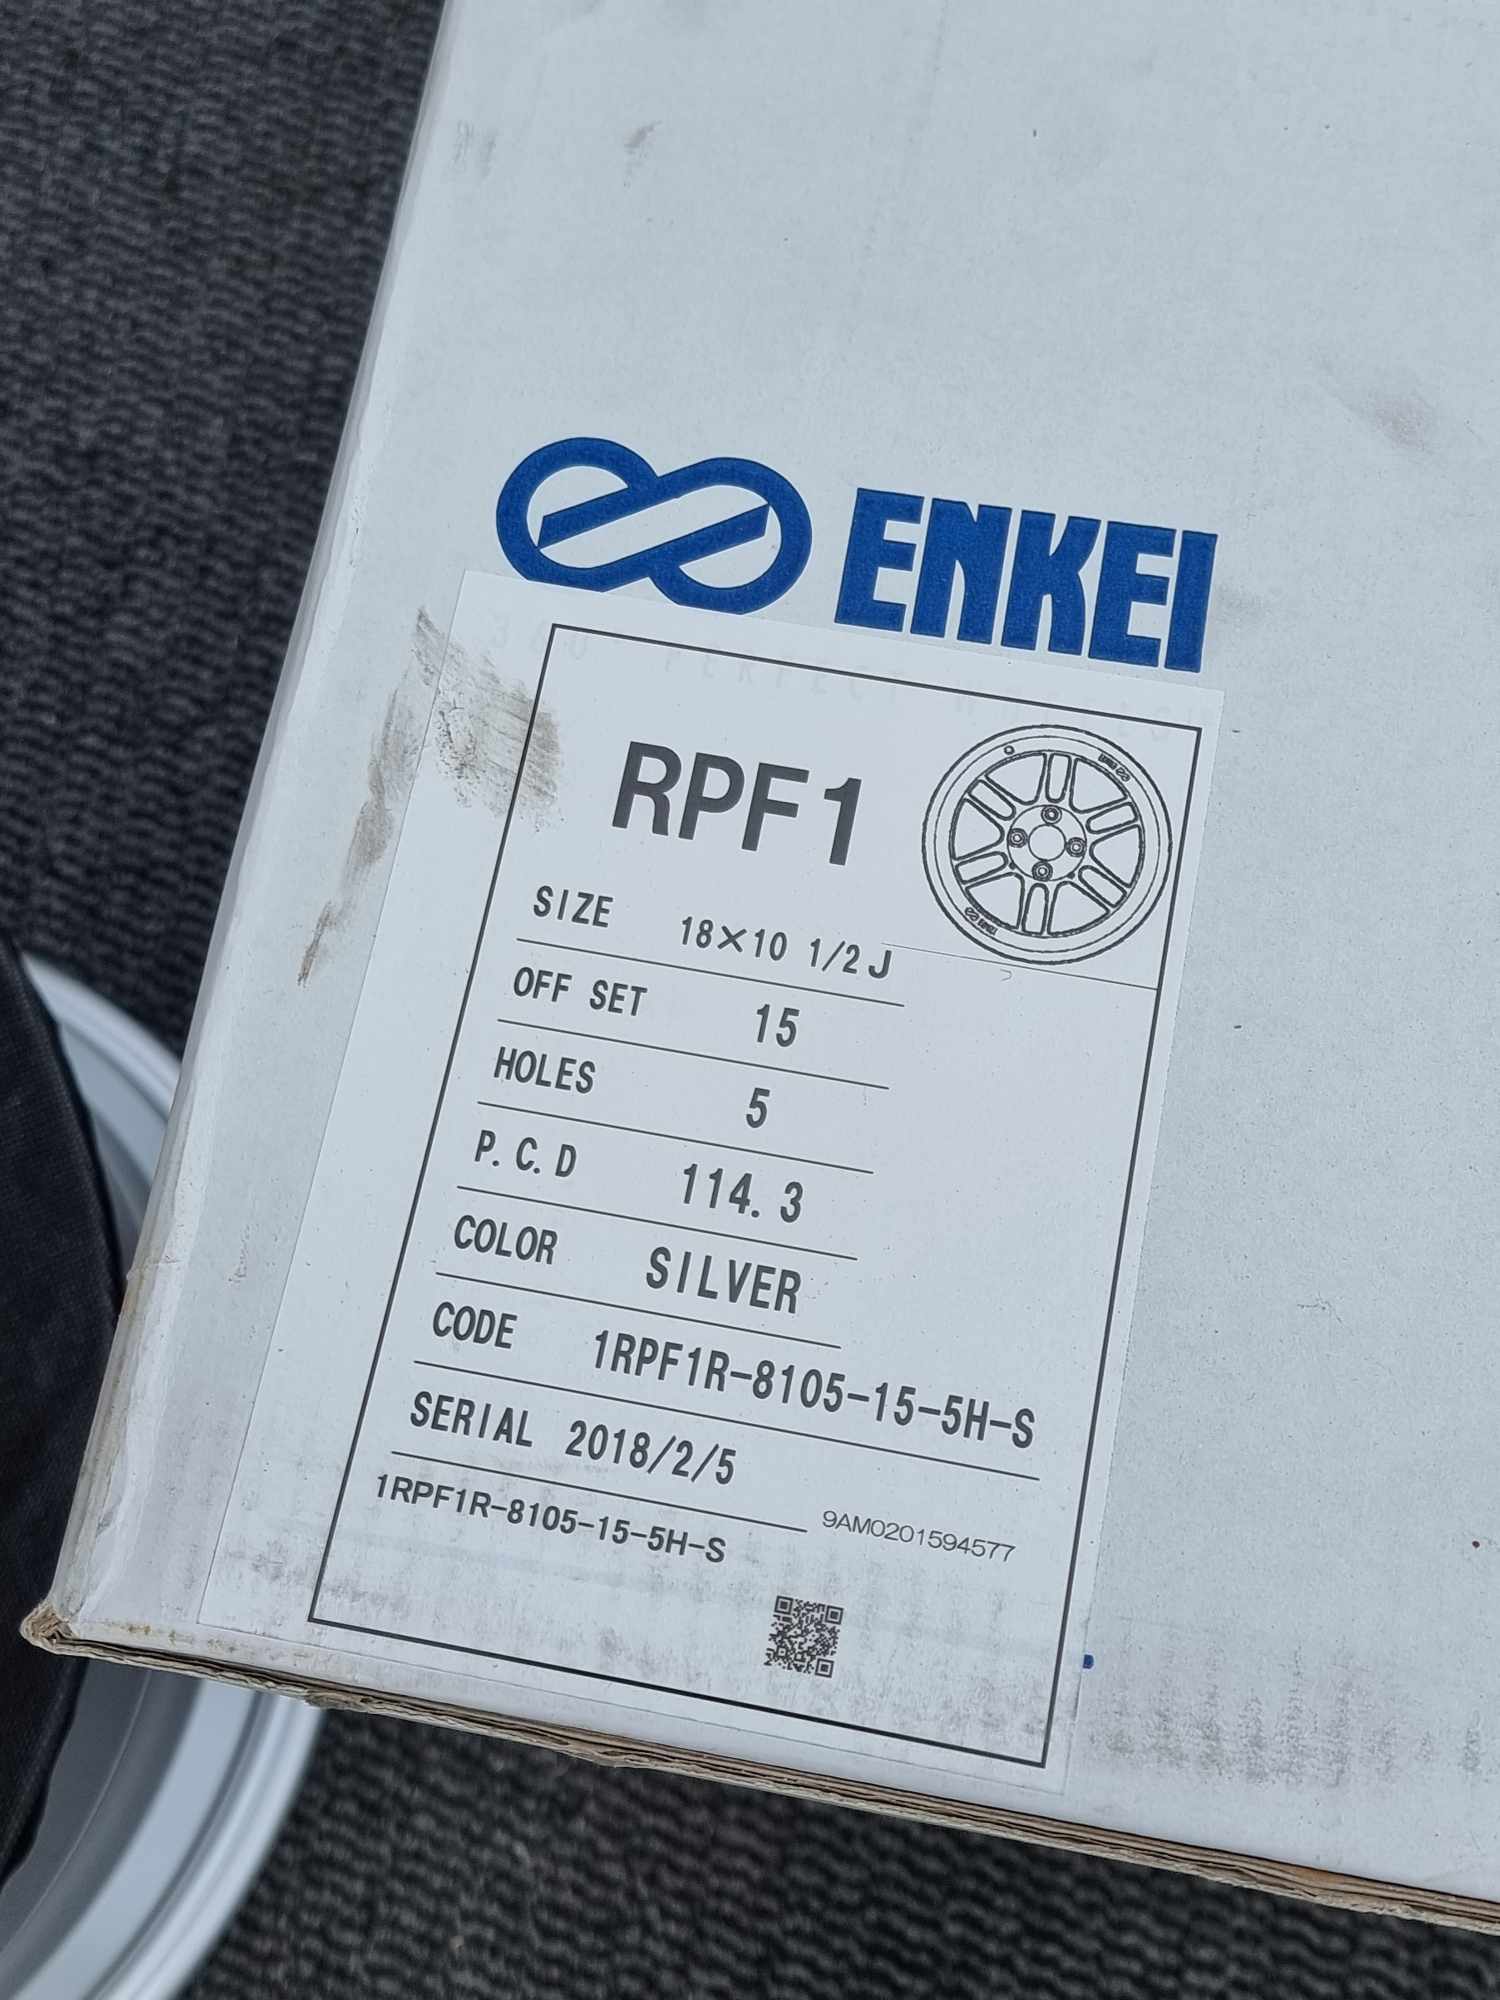 ENKEI
RPF1
SIZE 18×10 1/2J
OFF SET 15
HOLES 5
P.C.D 114.3
COLOR SILVER
CODE 1RPF1R-8105-15-5H-S
SERIAL 2018/2/5
1RPF1R-8105-15-5H-S
9AM0201594577